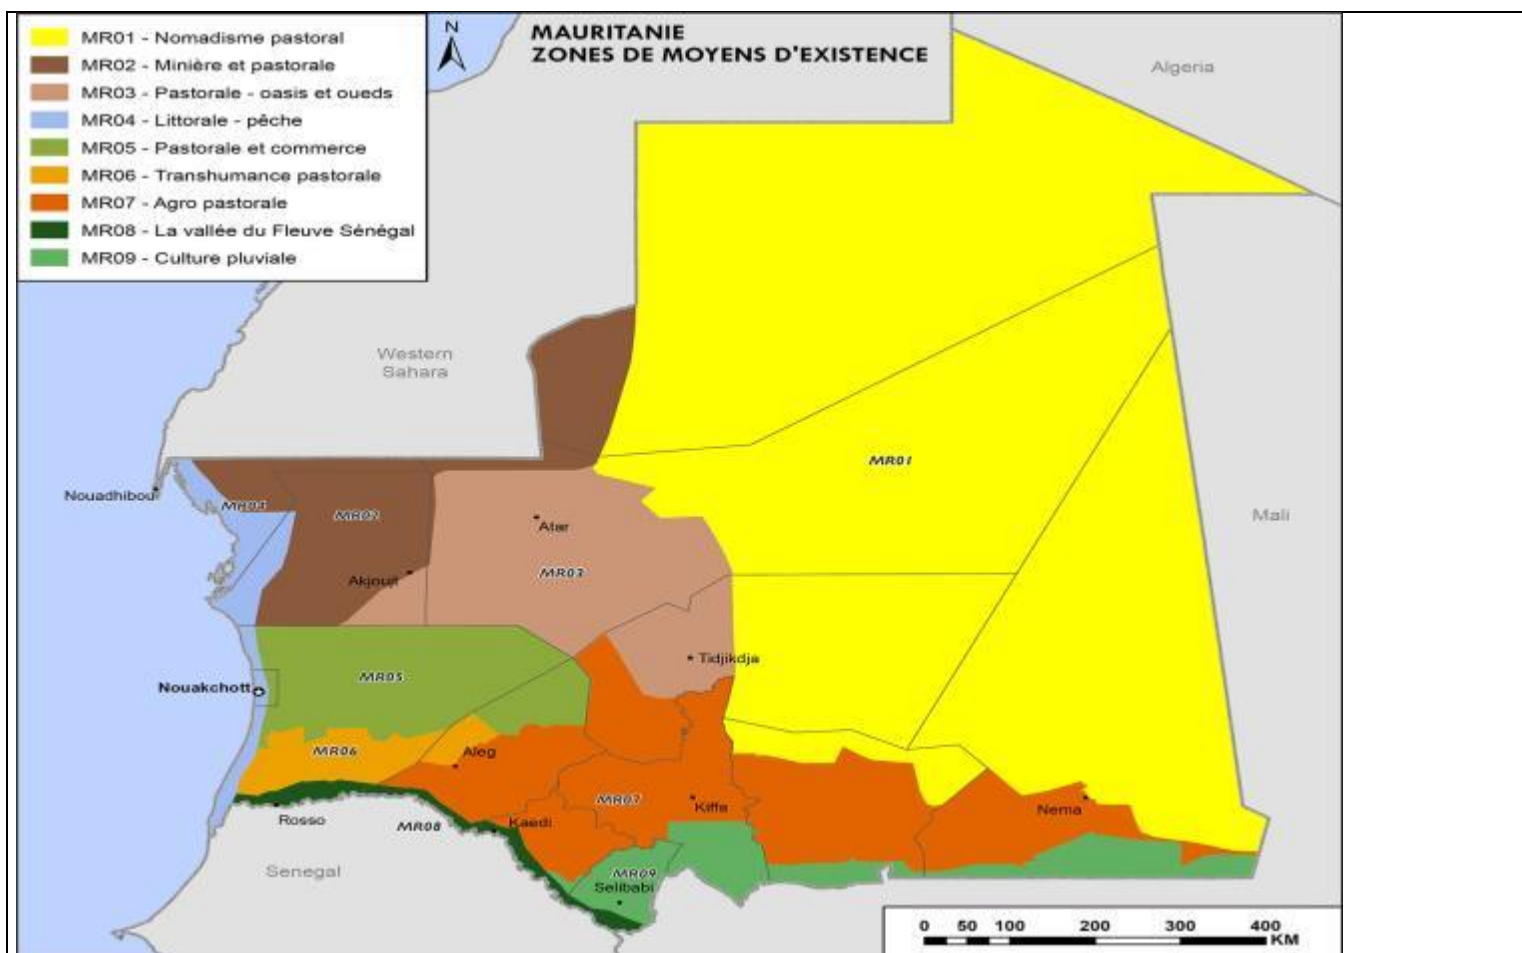 MR01 - Nomadisme pastoral
MR02 - Minière et pastorale
MR03 - Pastorale - oasis et oueds
MR04 - Littorale - pêche
MR05 - Pastorale et commerce
MR06 - Transhumance pastorale
MR07 - Agro pastorale
MR08 - La vallée du Fleuve Sénégal
MR09 - Culture pluviale
N
MAURITANIE
ZONES DE MOYENS D'EXISTENCE
Algeria
Western
Sahara
MR01
Nouadhibou
MR04
MR02
Atar
Mali
Akjoujt
MR03
Tidjikdja
MR05
Nouakchott
MR06
Aleg
MR07
Kiffa
Nema
Rosso
MR08
Kaedi
Senegal
MR09
Selibabi
0 50 100 200 300 400
KM